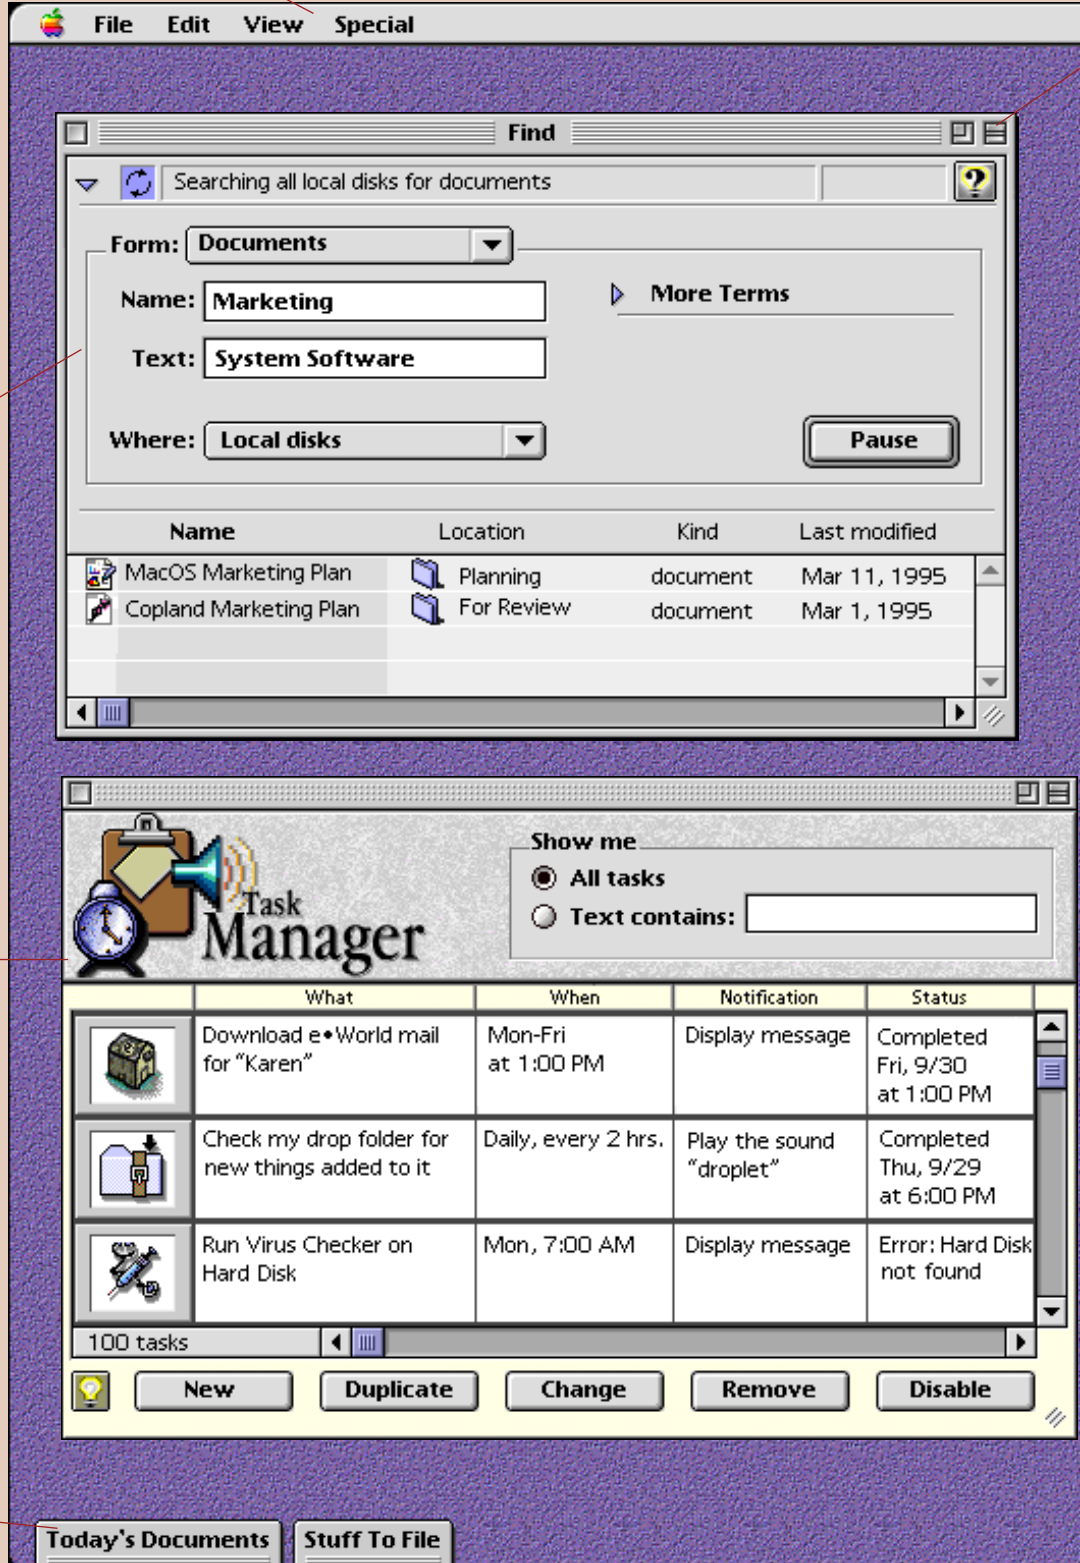 File Edit View Special
Find
Searching all local disks for documents
?
Form: Documents
Name: Marketing
More Terms
Text: System Software
Where: Local disks
Pause
Name Location Kind Last modified
MacOS Marketing Plan Planning document Mar 11, 1995
Copland Marketing Plan For Review document Mar 1, 1995
Task
Manager
Show me
All tasks
Text contains:
What When Notification Status
Download e•World mail
for “Karen”
Mon-Fri
at 1:00 PM
Display message
Completed
Fri, 9/30
at 1:00 PM
Check my drop folder for
new things added to it
Daily, every 2 hrs.
Play the sound
“droplet”
Completed
Thu, 9/29
at 6:00 PM
Run Virus Checker on
Hard Disk
Mon, 7:00 AM
Display message
Error: Hard Disk
not found
100 tasks
New Duplicate Change Remove Disable
Today's Documents Stuff To File